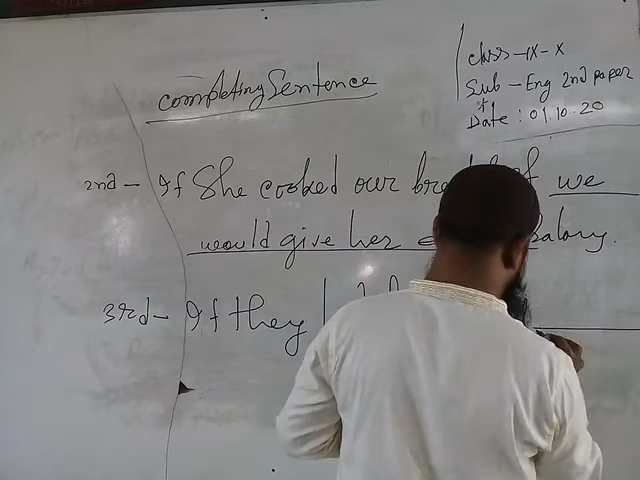 Class - IX - X
Sub - Eng 2nd paper
Date : 01.10.20
completing Sentence
2nd - If She cooked our we
would give her Salary.
3rd - If they